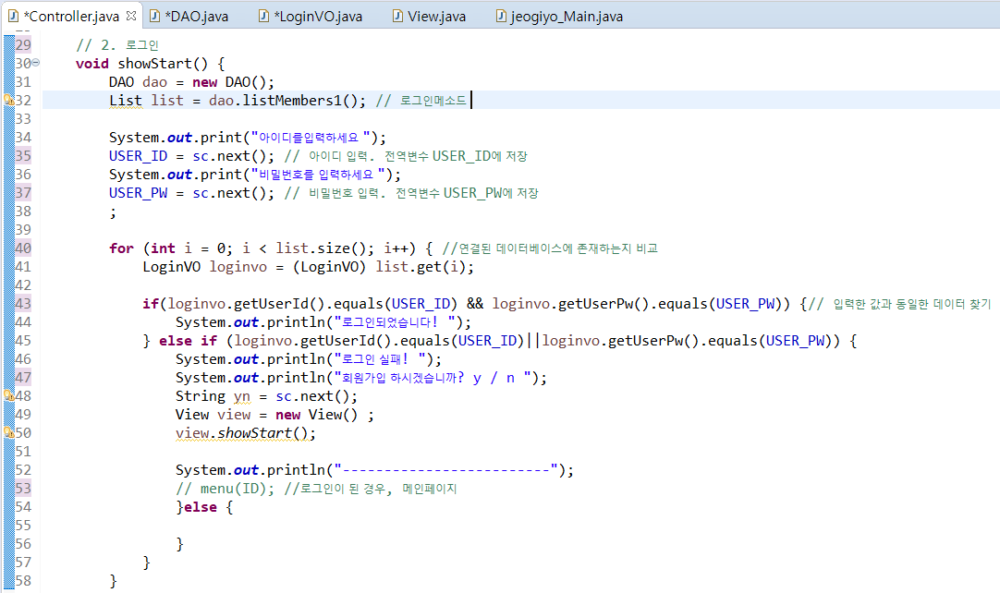 *Controller.java *DAO.java *LoginVO.java View.java jeogiyo_Main.java
29 // 2. 로그인
30 void showStart() {
31 DAO dao = new DAO();
32 List list = dao.listMembers1(); // 로그인메소드
33
34 System.out.print("아이디를입력하세요 ");
35 USER_ID = sc.next(); // 아이디 입력. 전역변수 USER_ID에 저장
36 System.out.print("비밀번호를 입력하세요 ");
37 USER_PW = sc.next(); // 비밀번호 입력. 전역변수 USER_PW에 저장
38 ;
39
40 for (int i = 0; i < list.size(); i++) { //연결된 데이터베이스에 존재하는지 비교
41 LoginVO loginvo = (LoginVO) list.get(i);
42
43 if(loginvo.getUserId().equals(USER_ID) && loginvo.getUserPw().equals(USER_PW)) {// 입력한 값과 동일한 데이터 찾기
44 System.out.println("로그인되었습니다! ");
45 } else if (loginvo.getUserId().equals(USER_ID)||loginvo.getUserPw().equals(USER_PW)) {
46 System.out.println("로그인 실패! ");
47 System.out.println("회원가입 하시겠습니까? y / n ");
48 String yn = sc.next();
49 View view = new View() ;
50 view.showStart();
51
52 System.out.println("-------------------------");
53 // menu(ID); //로그인이 된 경우, 메인페이지
54 }else {
55
56 }
57 }
58 }